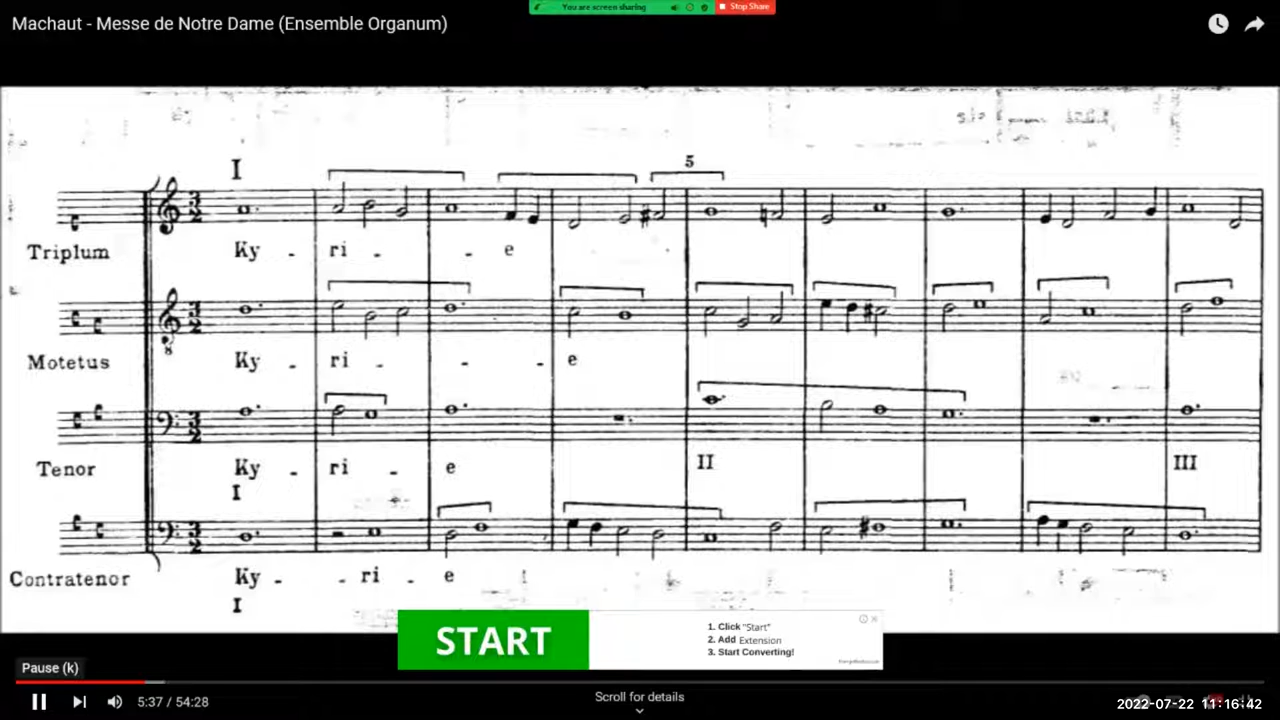 You are screen sharing
Stop Share
Machaut - Messe de Notre Dame (Ensemble Organum)
I
5
Triplum
Ky - ri - - e
Motetus
Ky - ri - - - e
Tenor
Ky - ri - e
II
III
I
Contratenor
Ky - - ri - e
I
START
1. Click "Start"
2. Add Extension
3. Start Converting!
Pause (k)
5:37 / 54:28
Scroll for details
2022-07-22 11:16:42